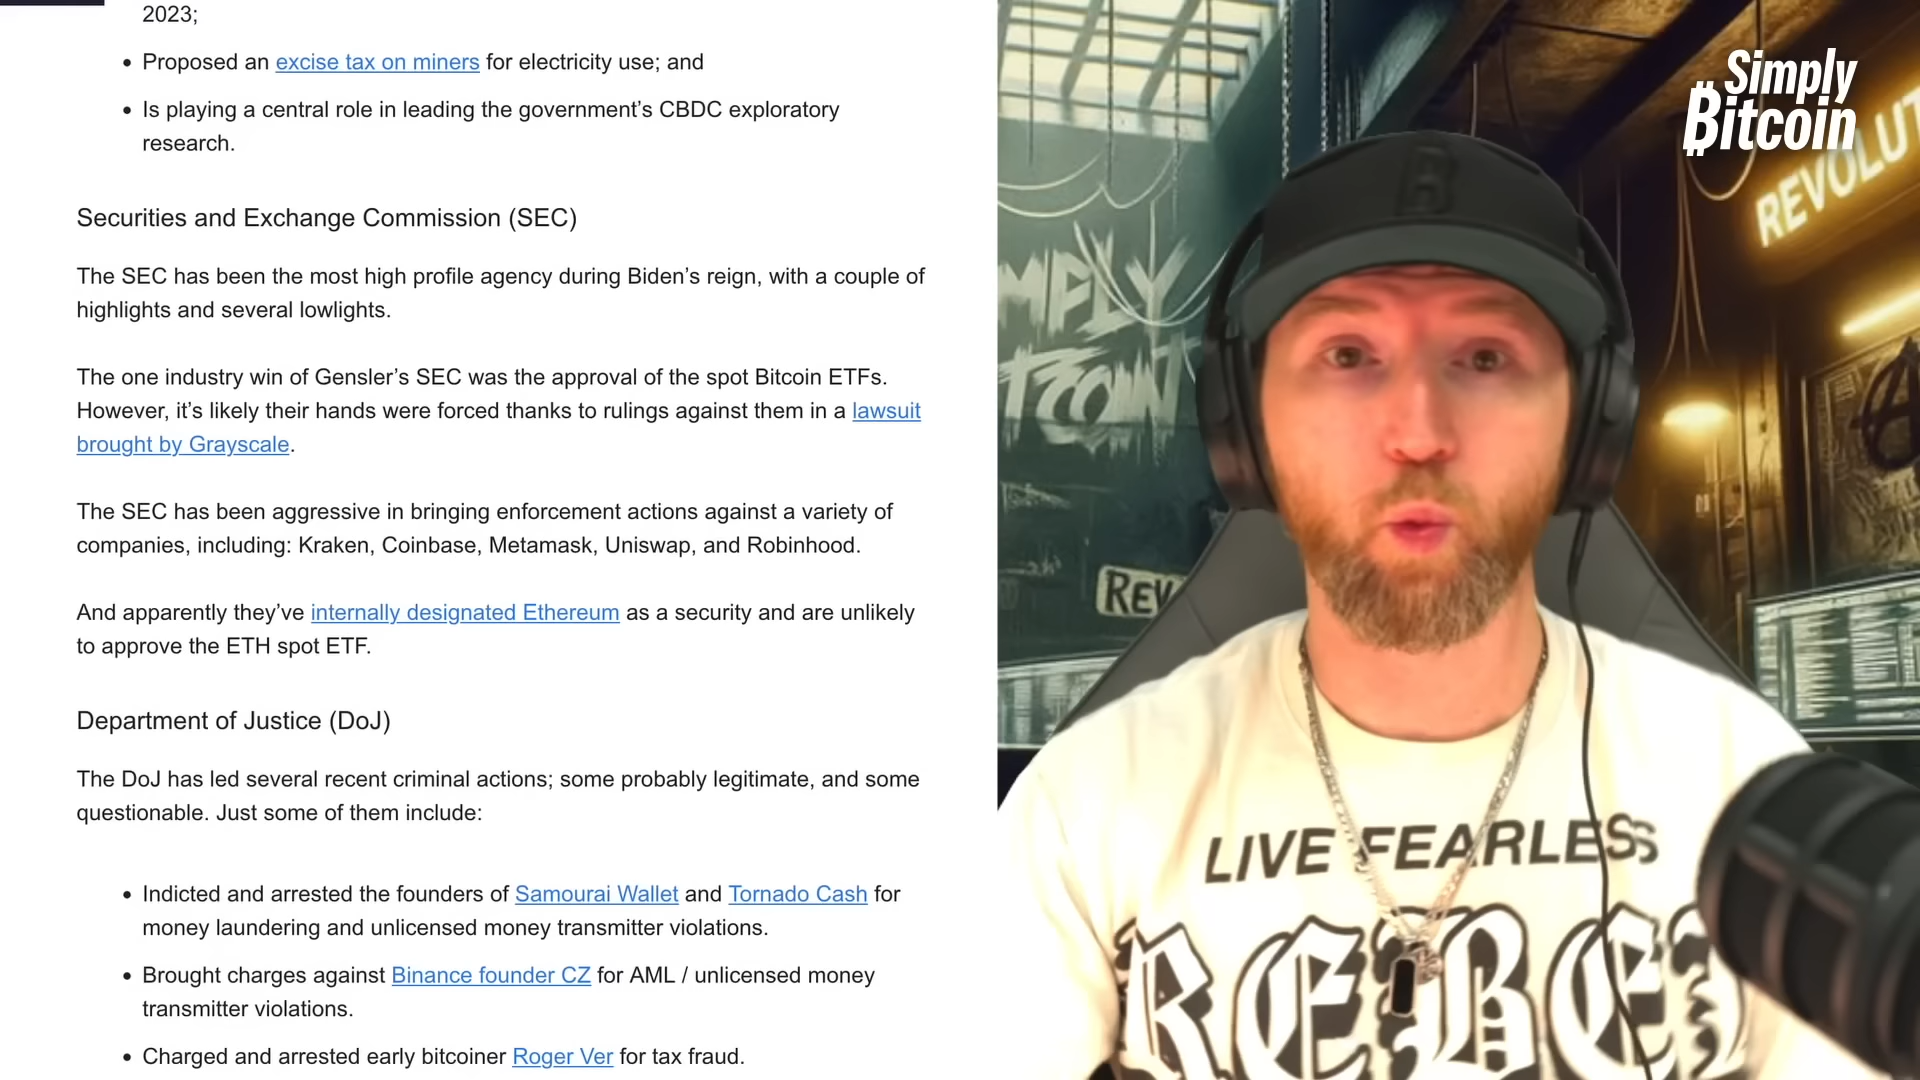 2023;
• Proposed an excise tax on miners for electricity use; and
• Is playing a central role in leading the government’s CBDC exploratory
research.
Securities and Exchange Commission (SEC)
The SEC has been the most high profile agency during Biden’s reign, with a couple of
highlights and several lowlights.
The one industry win of Gensler’s SEC was the approval of the spot Bitcoin ETFs.
However, it’s likely their hands were forced thanks to rulings against them in a lawsuit
brought by Grayscale.
The SEC has been aggressive in bringing enforcement actions against a variety of
companies, including: Kraken, Coinbase, Metamask, Uniswap, and Robinhood.
And apparently they’ve internally designated Ethereum as a security and are unlikely
to approve the ETH spot ETF.
Department of Justice (DoJ)
The DoJ has led several recent criminal actions; some probably legitimate, and some
questionable. Just some of them include:
• Indicted and arrested the founders of Samourai Wallet and Tornado Cash for
money laundering and unlicensed money transmitter violations.
• Brought charges against Binance founder CZ for AML / unlicensed money
transmitter violations.
• Charged and arrested early bitcoiner Roger Ver for tax fraud.
Simply
Bitcoin
REVOLUT
MPLY
TCOIN
REV
LIVE FEARLESS
REBEL